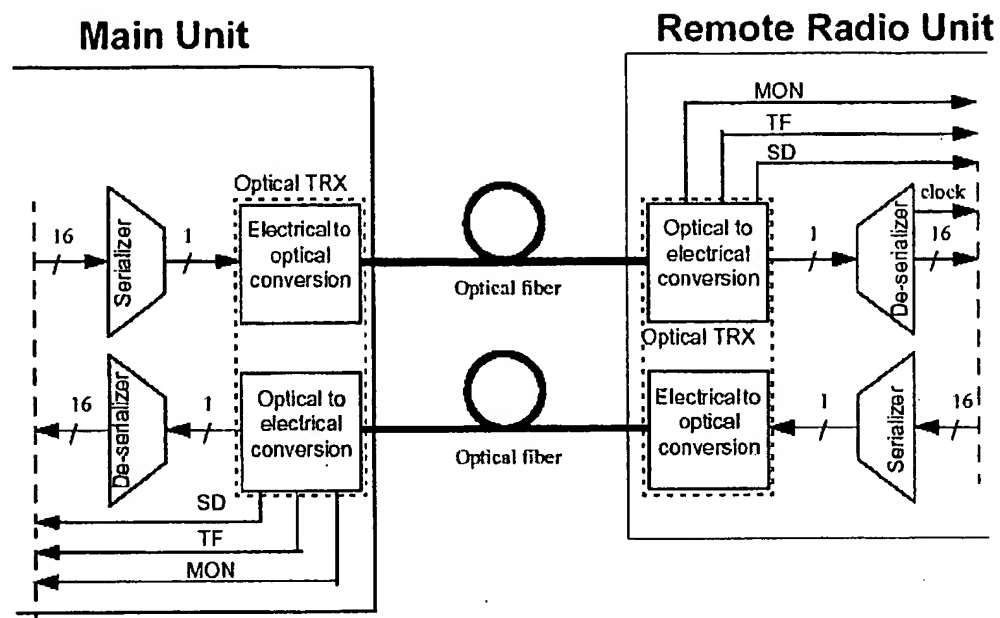 Main Unit
Remote Radio Unit
MON
TF
SD
clock
Optical TRX
16
Serializer
1
Electrical to
optical
conversion
Optical fiber
Optical to
electrical
conversion
1
De-serializer
16
Optical TRX
16
De-serializer
1
Optical to
electrical
conversion
Optical fiber
Electrical to
optical
conversion
1
Serializer
16
SD
TF
MON